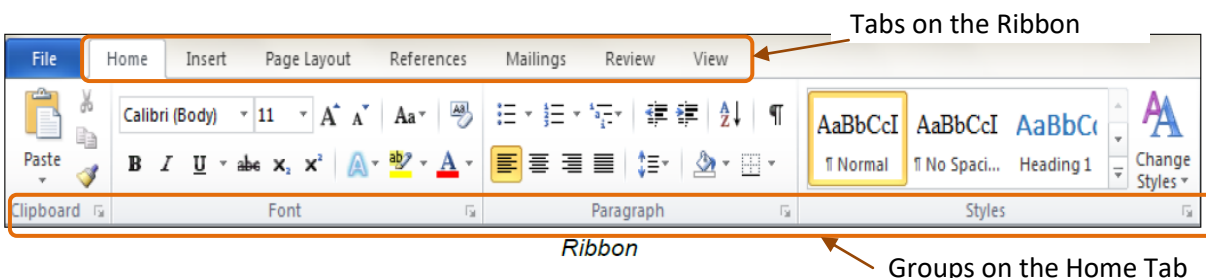 Tabs on the Ribbon
File Home Insert Page Layout References Mailings Review View
Calibri (Body) 11 A A Aa
AaBbCcI AaBbCcI AaBbC
Paste B I U abc x₂ x² A ab A ¶ Normal ¶ No Spaci... Heading 1 Change
Styles
Clipboard Font Paragraph Styles
Ribbon
Groups on the Home Tab